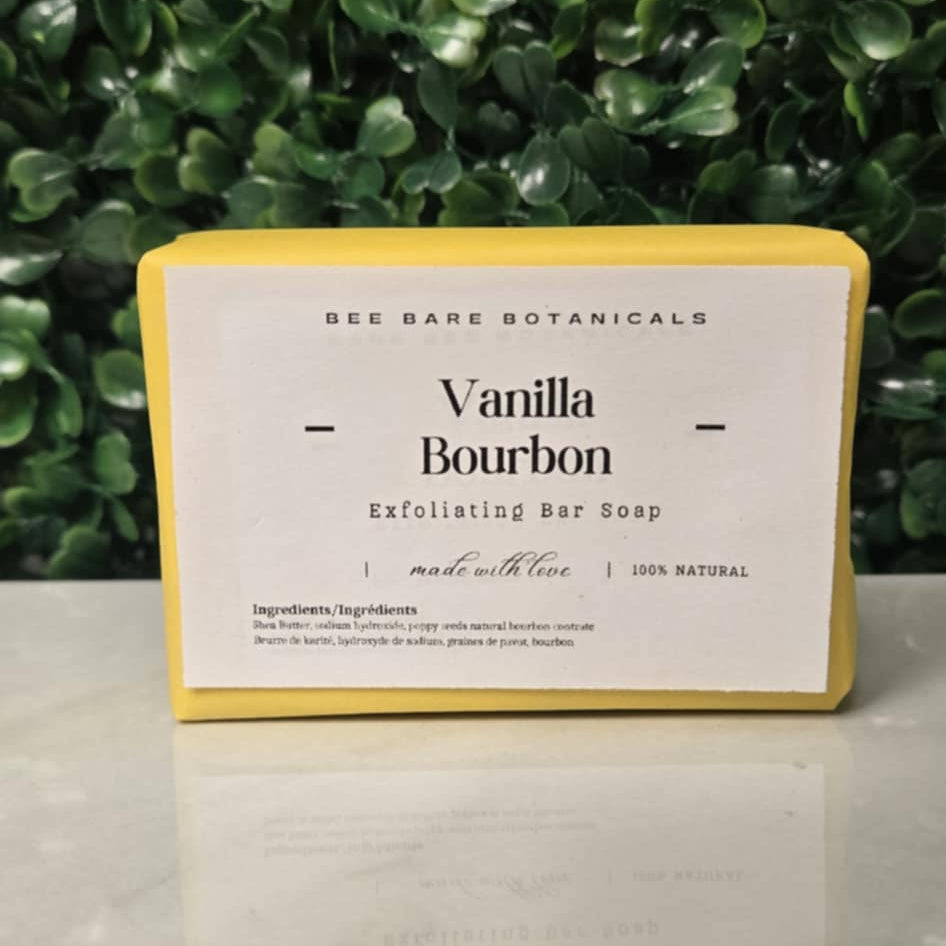 BEE BARE BOTANICALS
Vanilla
Bourbon
Exfoliating Bar Soap
| made with love | 100% NATURAL
Ingredients/Ingrédients
Shea Butter, sodium hydroxide, poppy seeds natural bourbon contrate
Beurre de karité, hydroxyde de sodium, graines de pavot, bourbon